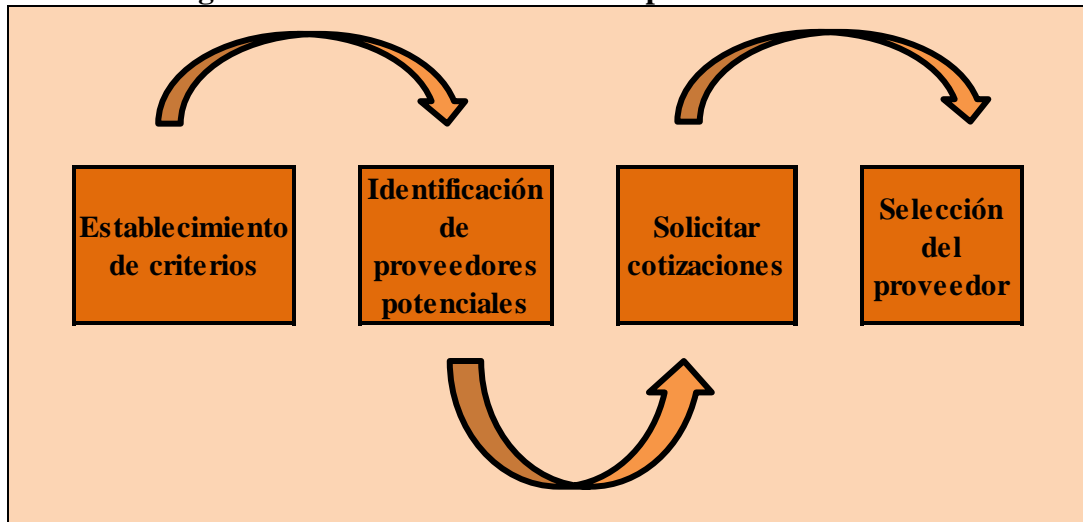 Establecimiento
de criterios
Identificación
de
proveedores
potenciales
Solicitar
cotizaciones
Selección
del
proveedor